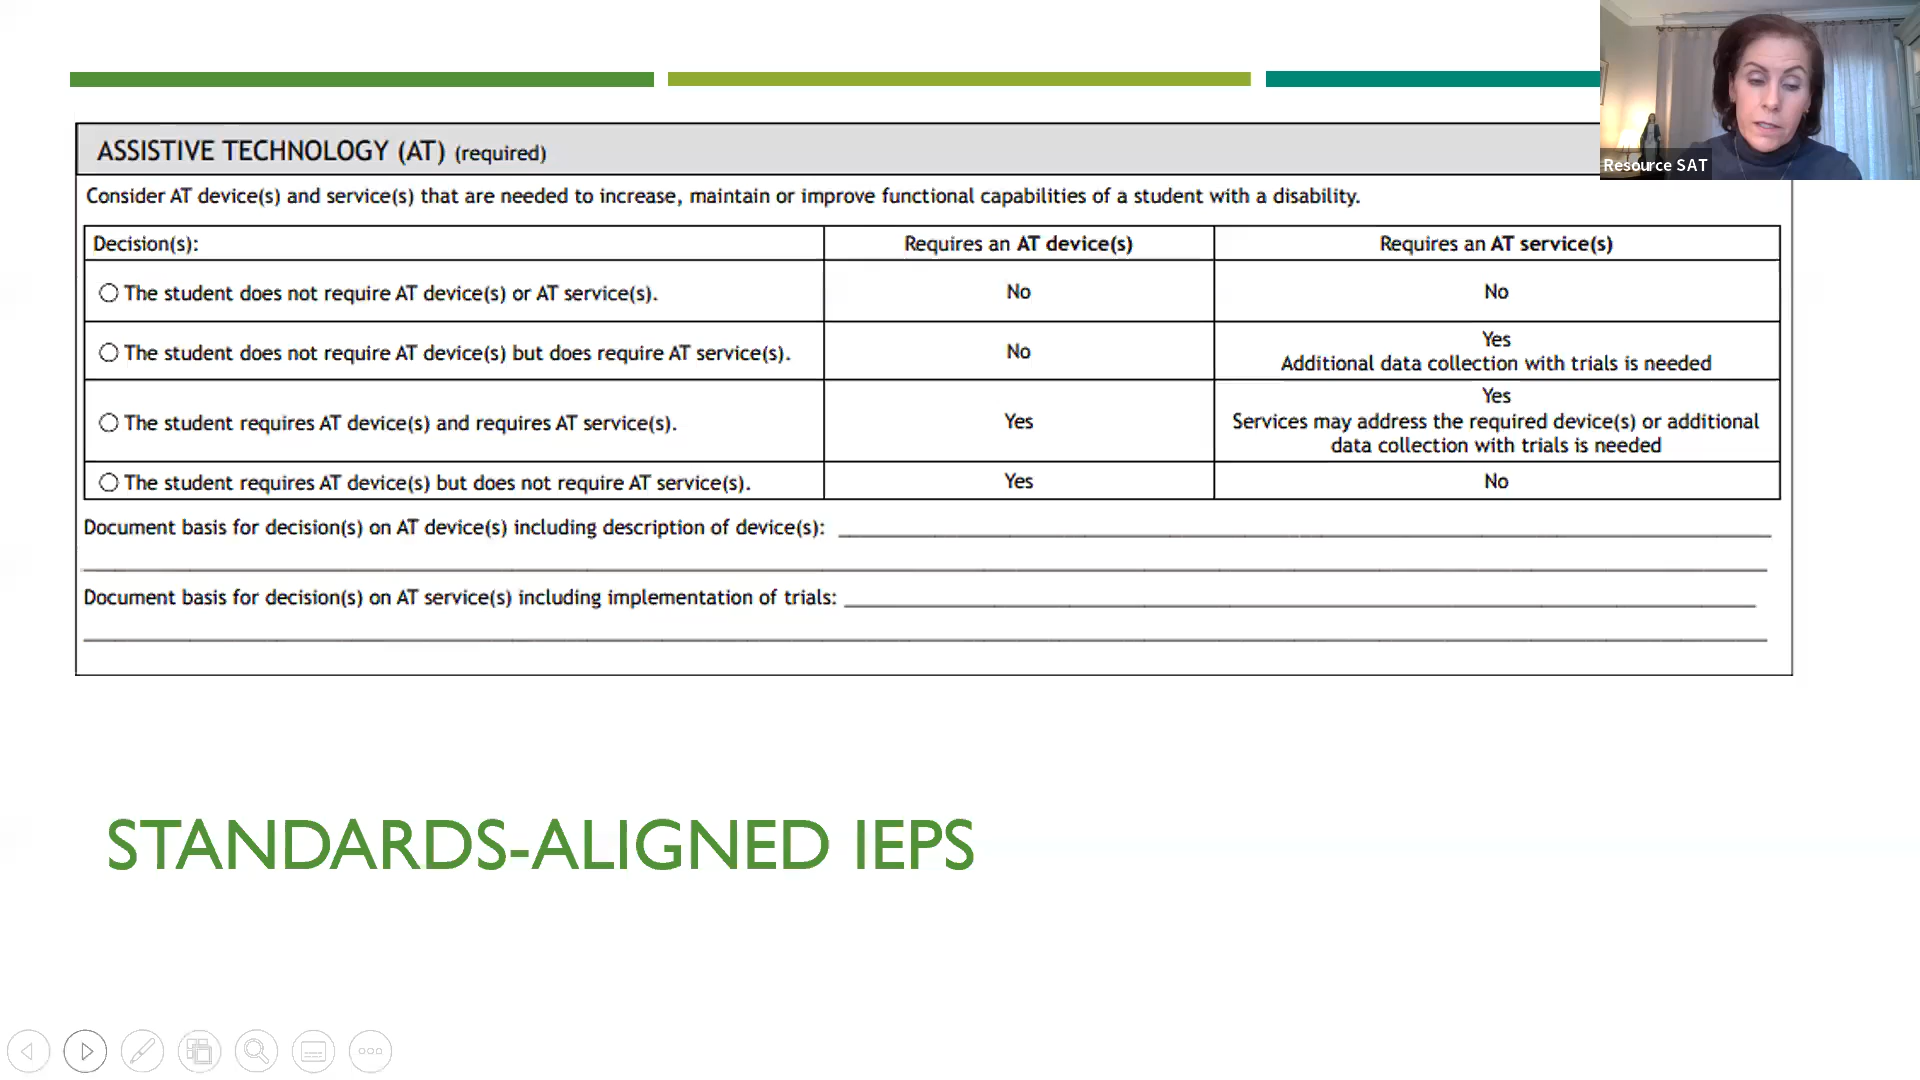 Resource SAT
ASSISTIVE TECHNOLOGY (AT) (required)
Consider AT device(s) and service(s) that are needed to increase, maintain or improve functional capabilities of a student with a disability.
Decision(s): Requires an AT device(s) Requires an AT service(s)
The student does not require AT device(s) or AT service(s). No No
The student does not require AT device(s) but does require AT service(s). No Yes
Additional data collection with trials is needed
The student requires AT device(s) and requires AT service(s). Yes Yes
Services may address the required device(s) or additional
data collection with trials is needed
The student requires AT device(s) but does not require AT service(s). Yes No
Document basis for decision(s) on AT device(s) including description of device(s):
Document basis for decision(s) on AT service(s) including implementation of trials:
STANDARDS-ALIGNED IEPS